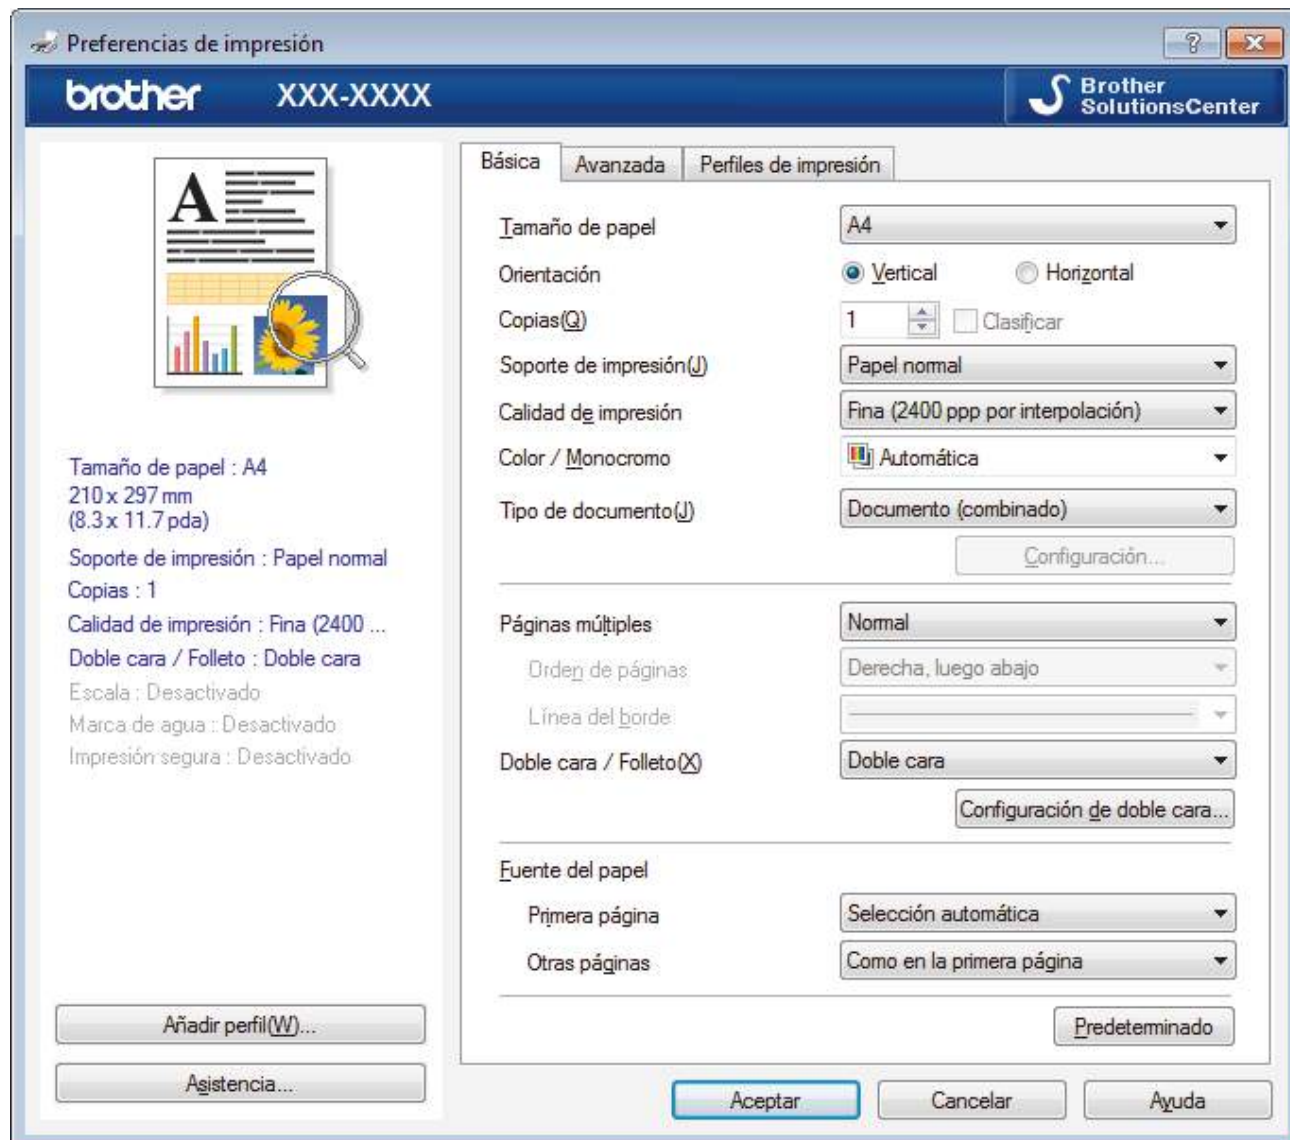 Preferencias de impresión
brother XXX-XXXX
Brother
SolutionsCenter
A
Tamaño de papel : A4
210 x 297 mm
(8.3 x 11.7 pda)
Soporte de impresión : Papel normal
Copias : 1
Calidad de impresión : Fina (2400 ...
Doble cara / Folleto : Doble cara
Escala : Desactivado
Marca de agua : Desactivado
Impresión segura : Desactivado
Añadir perfil(W)...
Asistencia...
Básica Avanzada Perfiles de impresión
Tamaño de papel A4
Orientación Vertical Horizontal
Copias(Q) 1 Clasificar
Soporte de impresión(J) Papel normal
Calidad de impresión Fina (2400 ppp por interpolación)
Color / Monocromo Automática
Tipo de documento(J) Documento (combinado)
Configuración...
Páginas múltiples Normal
Orden de páginas Derecha, luego abajo
Línea del borde
Doble cara / Folleto(X) Doble cara
Configuración de doble cara...
Fuente del papel
Primera página Selección automática
Otras páginas Como en la primera página
Predeterminado
Aceptar Cancelar Ayuda